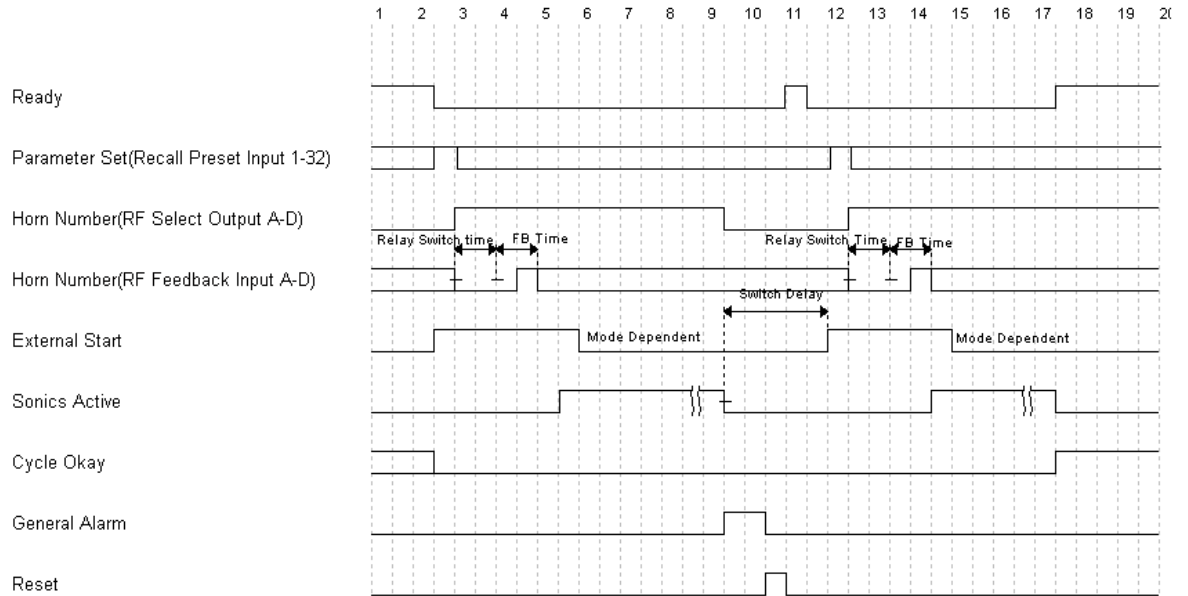 1 2 3 4 5 6 7 8 9 10 11 12 13 14 15 16 17 18 19 20
Ready
Parameter Set(Recall Preset Input 1-32)
Horn Number(RF Select Output A-D)
Relay Switch time FB Time Relay Switch Time FB Time
Horn Number(RF Feedback Input A-D)
Switch Delay
External Start Mode Dependent Mode Dependent
Sonics Active
Cycle Okay
General Alarm
Reset